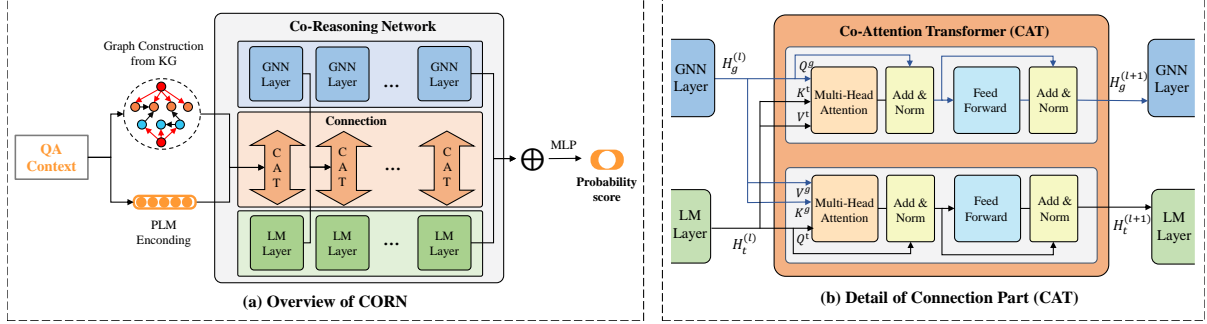 Co-Reasoning Network
Graph Construction
from KG
GNN
Layer
GNN
Layer
...
GNN
Layer
Connection
QA
Context
C
A
T
C
A
T
...
C
A
T
MLP
Probability
score
PLM
Enconding
LM
Layer
LM
Layer
...
LM
Layer
(a) Overview of CORN
Co-Attention Transformer (CAT)
GNN
Layer
H_g^{(l)}
Q^g
K^t
V^t
Multi-Head
Attention
Add &
Norm
Feed
Forward
Add &
Norm
H_g^{(l+1)}
GNN
Layer
LM
Layer
H_t^{(l)}
V^g
K^g
Q^t
Multi-Head
Attention
Add &
Norm
Feed
Forward
Add &
Norm
H_t^{(l+1)}
LM
Layer
(b) Detail of Connection Part (CAT)